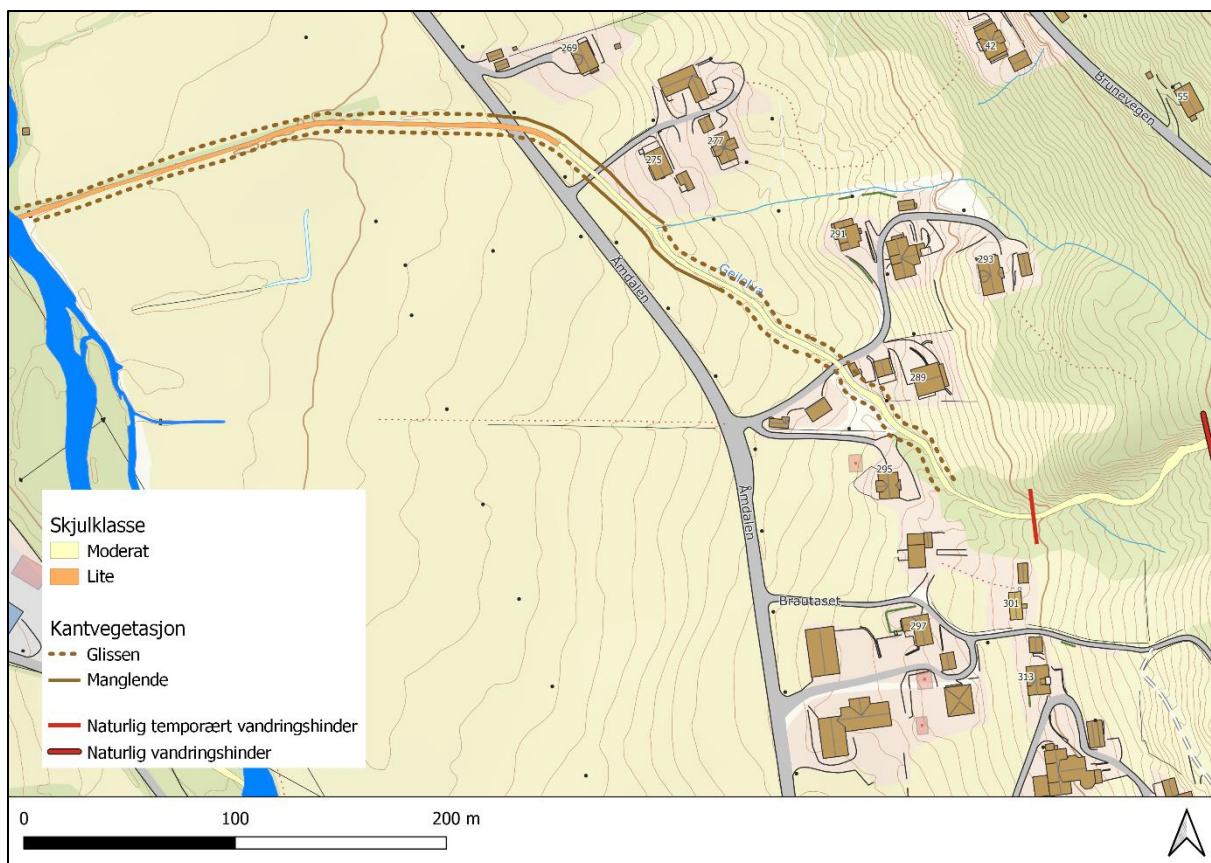 269
42
Brunevegen
55
275
277
291
293
Geilelva
Åmdalen
289
295
Åmdalen
Brautaset
301
297
313
Skjulklasse
Moderat
Lite
Kantvegetasjon
Glissen
Manglende
Naturlig temporært vandringshinder
Naturlig vandringshinder
0 100 200 m